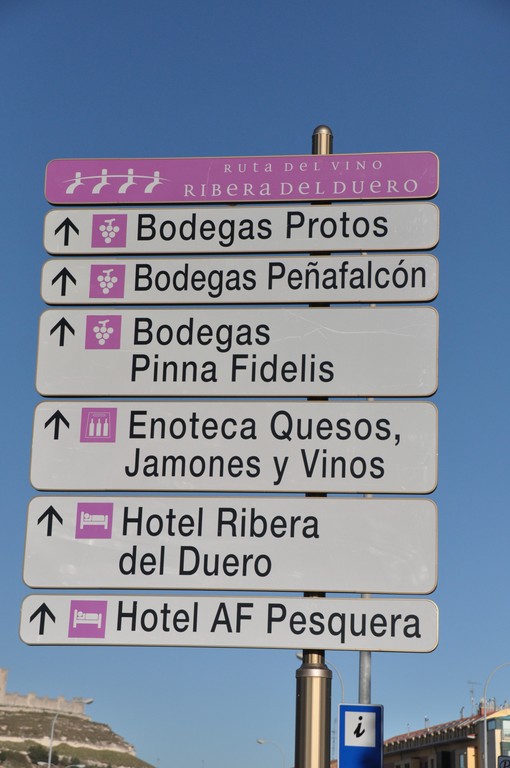 RUTA DEL VINO
RIBERA DEL DUERO
Bodegas Protos
Bodegas Peñafalcón
Bodegas
Pinna Fidelis
Enoteca Quesos,
Jamones y Vinos
Hotel Ribera
del Duero
Hotel AF Pesquera
i